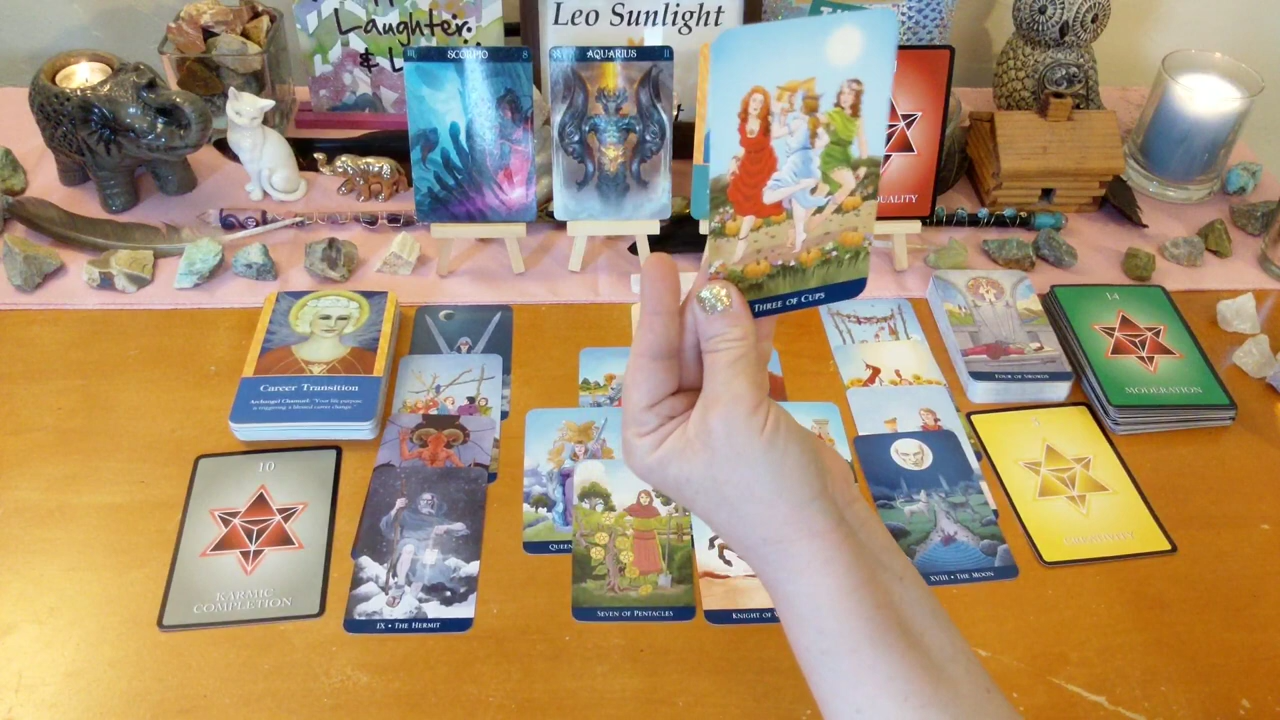 Laughter
& L
Leo Sunlight
SCORPIO 8
AQUARIUS 11
THREE OF CUPS
Career Transition
Archangel Chamuel: "Your life purpose
is triggering a blessed career change."
FOUR OF SWORDS
14
MODERATION
10
KARMIC
COMPLETION
IX • THE HERMIT
QUEEN
SEVEN OF PENTACLES
KNIGHT OF W
XVIII • THE MOON
CREATIVITY